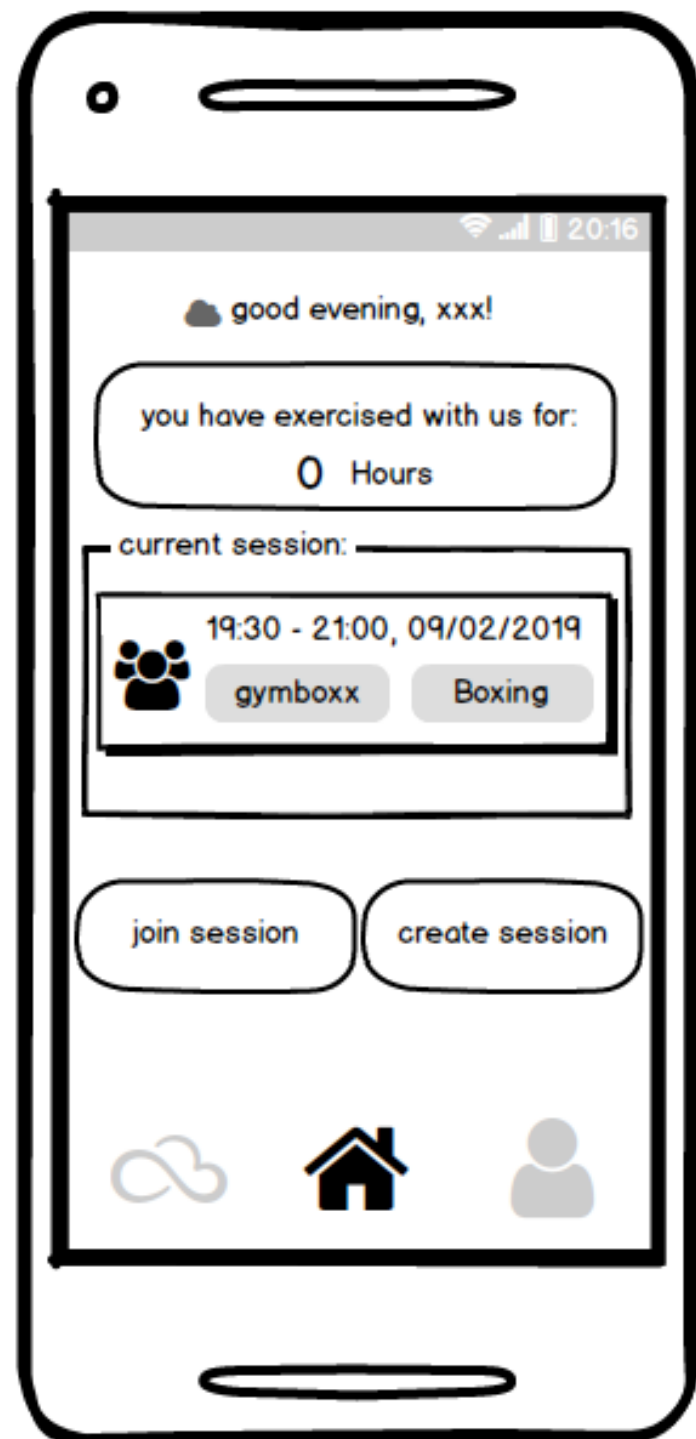 20:16
good evening, xxx!
you have exercised with us for:
0 Hours
current session:
19:30 - 21:00, 09/02/2019
gymboxx Boxing
join session create session